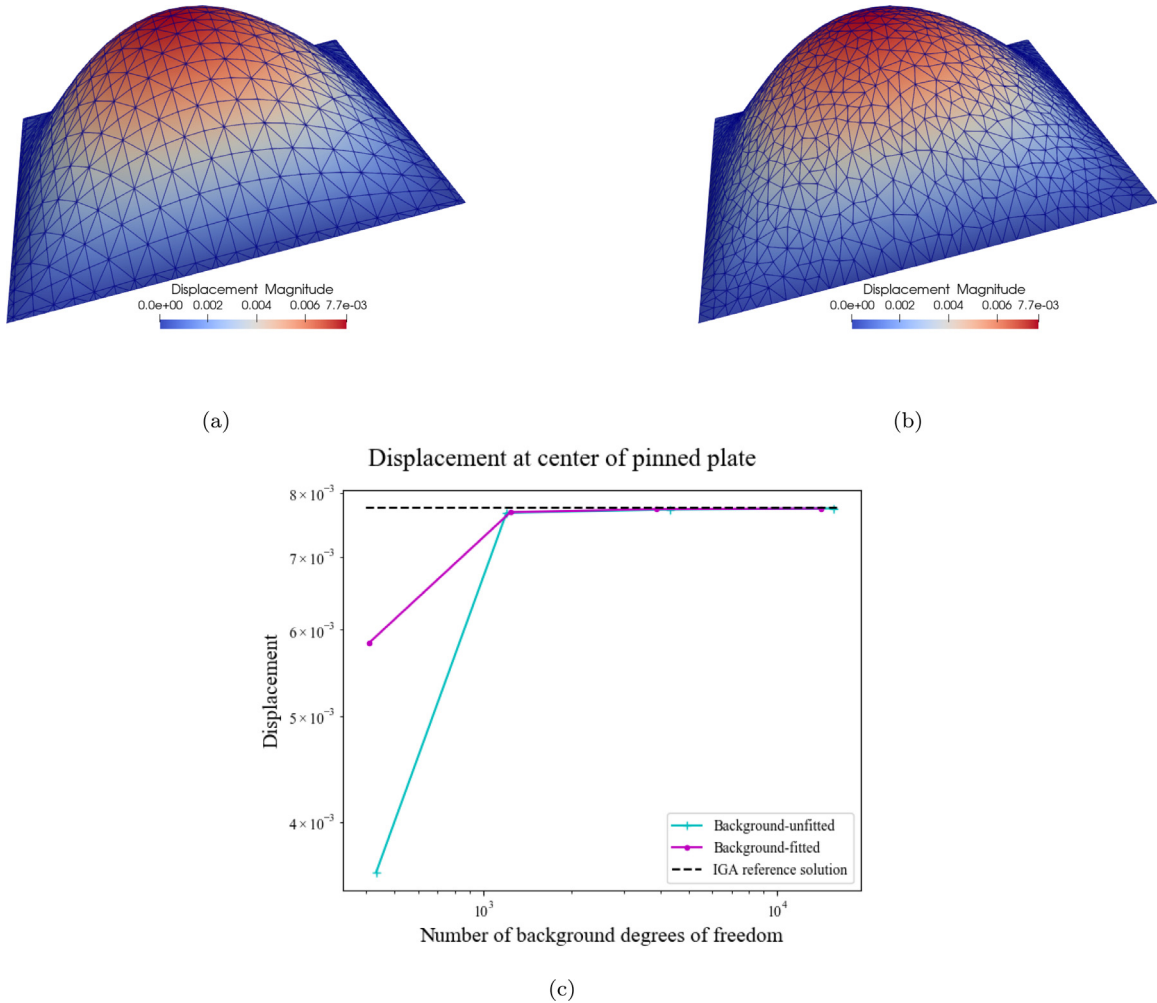 Displacement Magnitude
0.0e+00 0.002 0.004 0.006 7.7e-03
Displacement Magnitude
0.0e+00 0.002 0.004 0.006 7.7e-03
(a)
(b)
Displacement at center of pinned plate
8 × 10⁻³
7 × 10⁻³
6 × 10⁻³
5 × 10⁻³
4 × 10⁻³
Displacement
Background-unfitted
Background-fitted
IGA reference solution
10³
10⁴
Number of background degrees of freedom
(c)